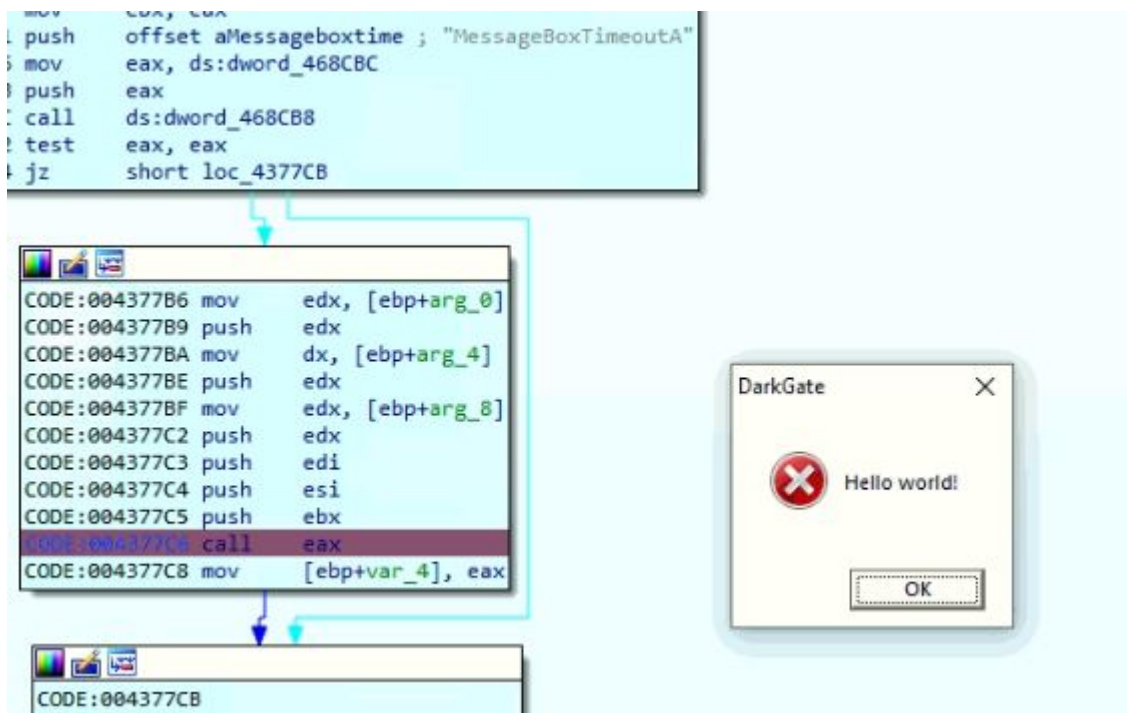 push offset aMessageboxtime ; "MessageBoxTimeoutA"
mov eax, ds:dword_468CBC
push eax
call ds:dword_468CB8
test eax, eax
jz short loc_4377CB
CODE:004377B6 mov edx, [ebp+arg_0]
CODE:004377B9 push edx
CODE:004377BA mov dx, [ebp+arg_4]
CODE:004377BE push edx
CODE:004377BF mov edx, [ebp+arg_8]
CODE:004377C2 push edx
CODE:004377C3 push edi
CODE:004377C4 push esi
CODE:004377C5 push ebx
CODE:004377C6 call eax
CODE:004377C8 mov [ebp+var_4], eax
CODE:004377CB
DarkGate
Hello world!
OK